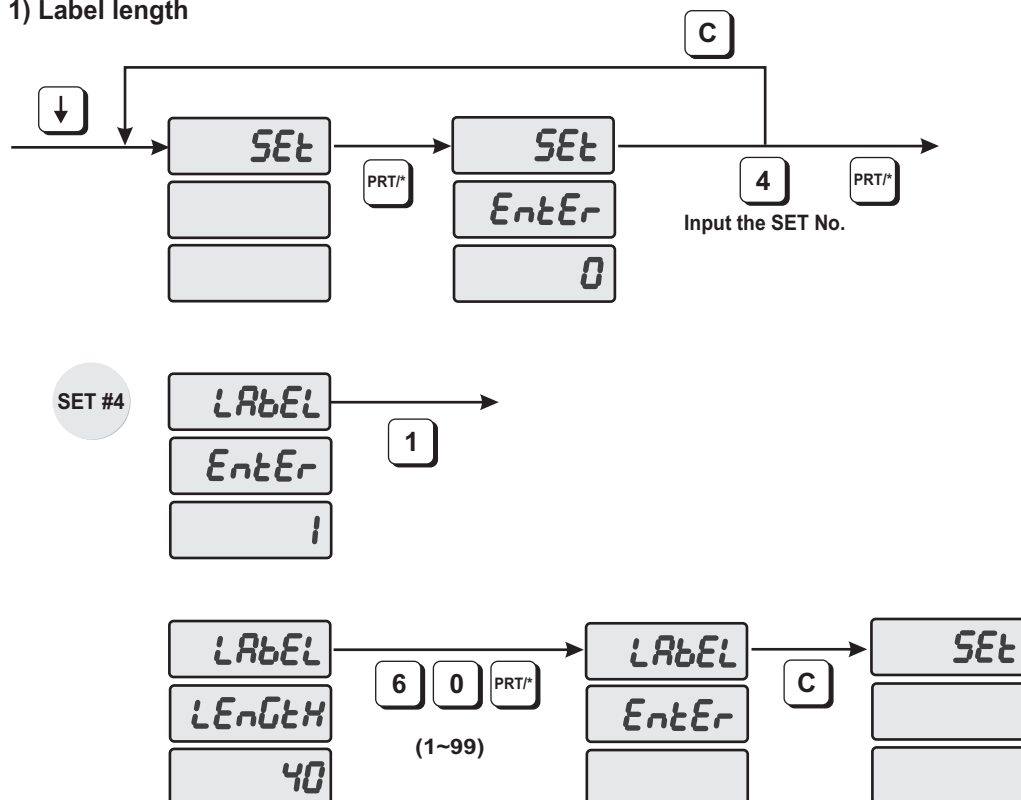 1) Label length
C
↓
SEt
PRT/*
SEt
EntEr
0
4
PRT/*
Input the SET No.
SET #4
LAbEL
EntEr
1
1
LAbEL
LEnGtH
40
6 0 PRT/*
(1~99)
LAbEL
EntEr
C
SEt